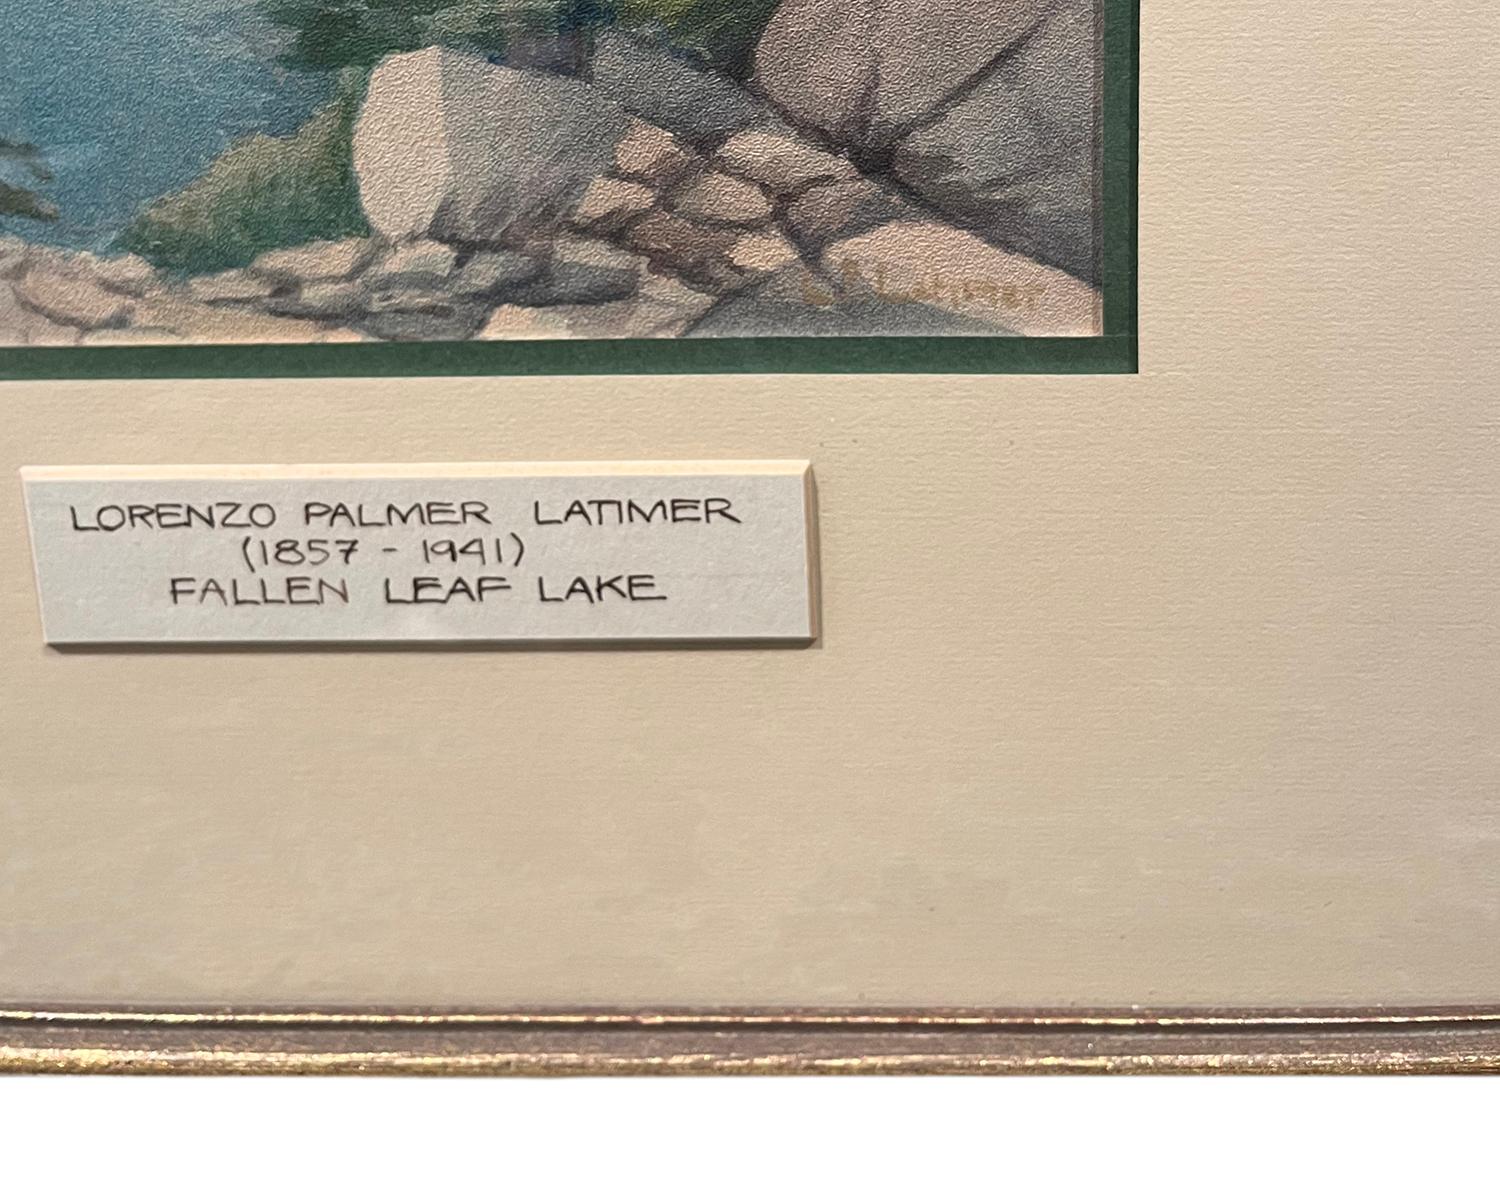 L P Latimer
LORENZO PALMER LATIMER
(1857 - 1941)
FALLEN LEAF LAKE